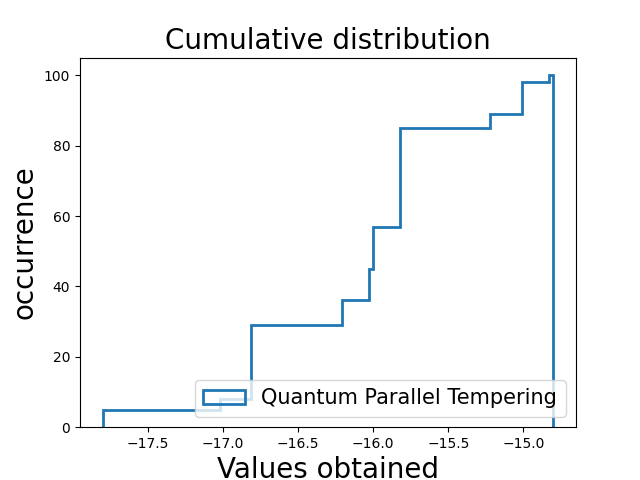 Cumulative distribution
100
80
60
40
20
0
occurrence
Quantum Parallel Tempering
−17.5 −17.0 −16.5 −16.0 −15.5 −15.0
Values obtained